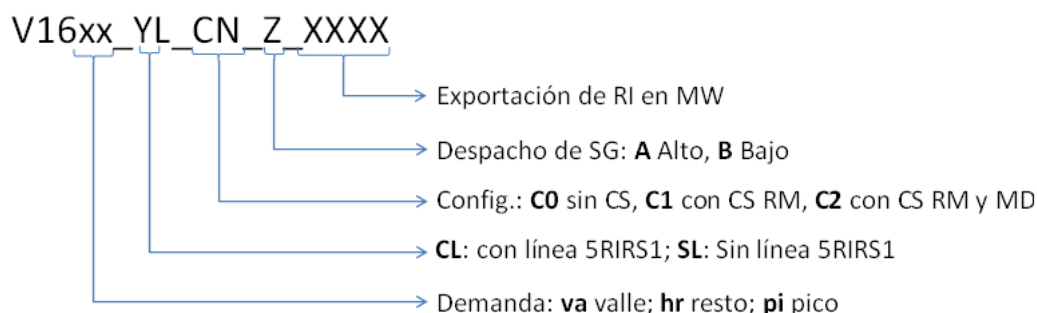 V16xx_YL_CN_Z_XXXX
Exportación de RI en MW
Despacho de SG: A Alto, B Bajo
Config.: C0 sin CS, C1 con CS RM, C2 con CS RM y MD
CL: con línea 5RIRS1; SL: Sin línea 5RIRS1
Demanda: va valle; hr resto; pi pico